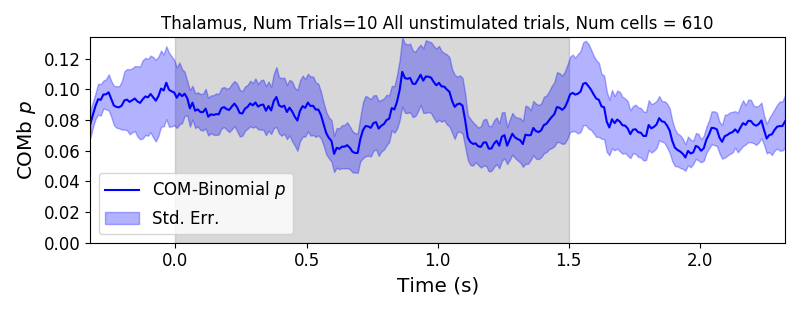 Thalamus, Num Trials=10 All unstimulated trials, Num cells = 610
COMb p
0.12
0.10
0.08
0.06
0.04
0.02
0.00
COM-Binomial p
Std. Err.
0.0 0.5 1.0 1.5 2.0
Time (s)